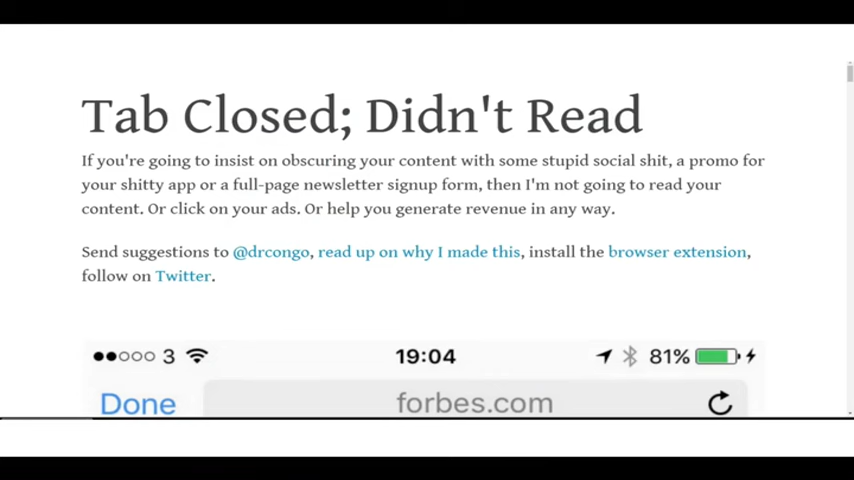 Tab Closed; Didn't Read
If you're going to insist on obscuring your content with some stupid social shit, a promo for
your shitty app or a full-page newsletter signup form, then I'm not going to read your
content. Or click on your ads. Or help you generate revenue in any way.
Send suggestions to @drcongo, read up on why I made this, install the browser extension,
follow on Twitter.
3 19:04 81%
Done forbes.com